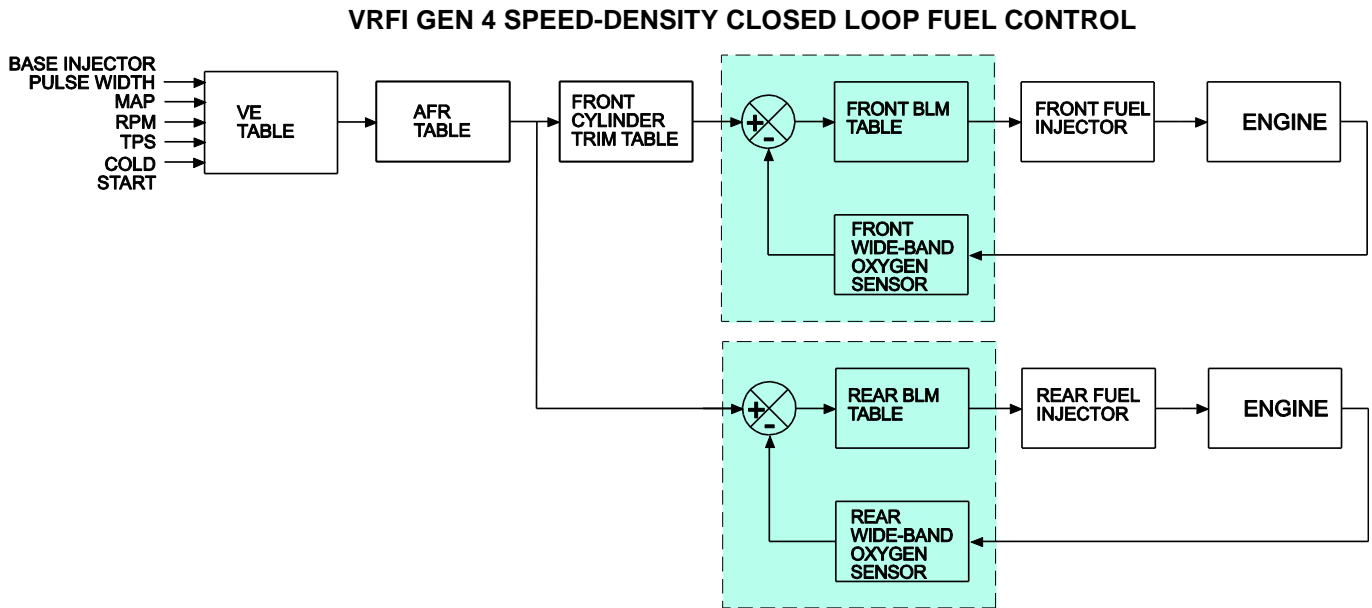 VRFI GEN 4 SPEED-DENSITY CLOSED LOOP FUEL CONTROL
BASE INJECTOR
PULSE WIDTH
MAP
RPM
TPS
COLD
START
VE
TABLE
AFR
TABLE
FRONT
CYLINDER
TRIM TABLE
+
-
FRONT BLM
TABLE
FRONT
WIDE-BAND
OXYGEN
SENSOR
FRONT FUEL
INJECTOR
ENGINE
+
-
REAR BLM
TABLE
REAR
WIDE-BAND
OXYGEN
SENSOR
REAR FUEL
INJECTOR
ENGINE